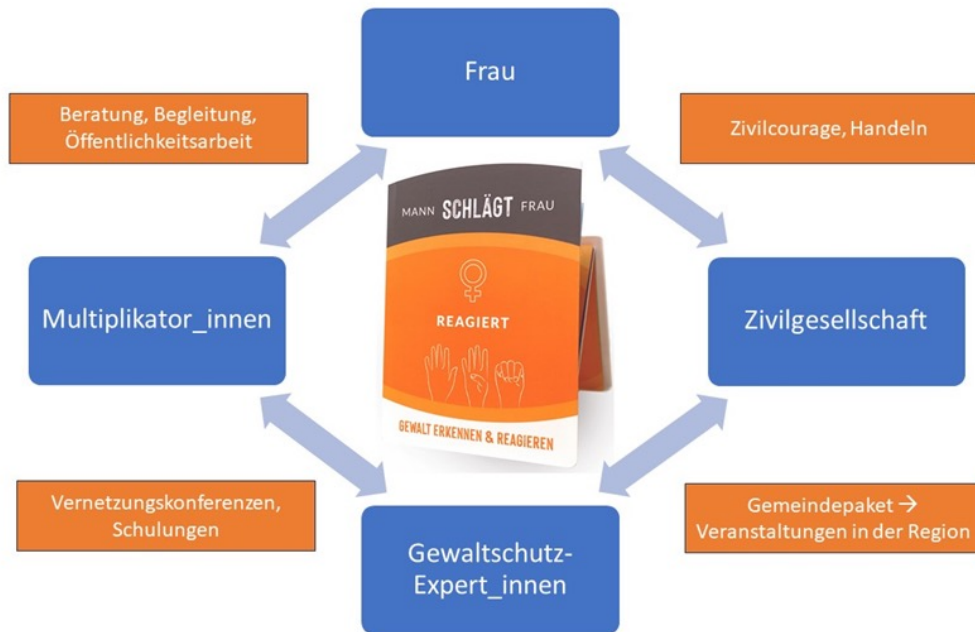 Frau
Beratung, Begleitung,
Öffentlichkeitsarbeit
Zivilcourage, Handeln
MANN SCHLÄGT FRAU
REAGIERT
GEWALT ERKENNEN & REAGIEREN
Multiplikator_innen
Zivilgesellschaft
Vernetzungskonferenzen,
Schulungen
Gemeindepaket →
Veranstaltungen in der Region
Gewaltschutz-
Expert_innen